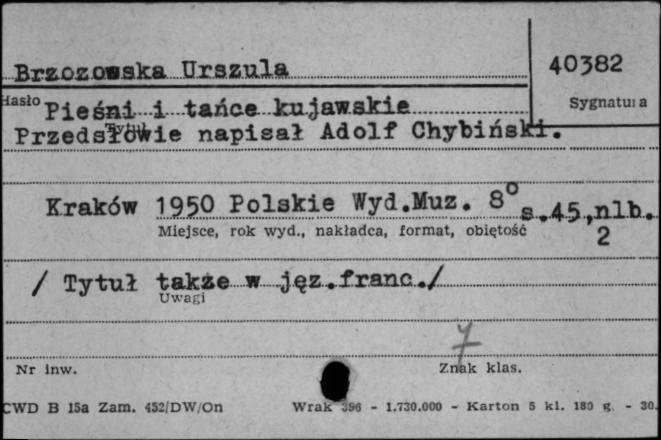 Brzozowska Urszula
40382
Hasło
Pieśni i tańce kujawskie
Sygnatura
Tytuł
Przedsłowie napisał Adolf Chybiński.
Kraków 1950 Polskie Wyd.Muz. 8° s.45,nlb.
2
Miejsce, rok wyd., nakładca, format, objętość
/ Tytuł także w jęz.franc./
Uwagi
7
Nr inw.
Znak klas.
CWD B 15a Zam. 452/DW/On
Wrak 396 - 1.730.000 - Karton 5 kl. 180 g. - 30.